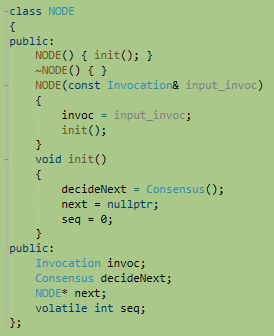 class NODE
{
public:
    NODE() { init(); }
    ~NODE() { }
    NODE(const Invocation& input_invoc)
    {
        invoc = input_invoc;
        init();
    }
    void init()
    {
        decideNext = Consensus();
        next = nullptr;
        seq = 0;
    }
public:
    Invocation invoc;
    Consensus decideNext;
    NODE* next;
    volatile int seq;
};